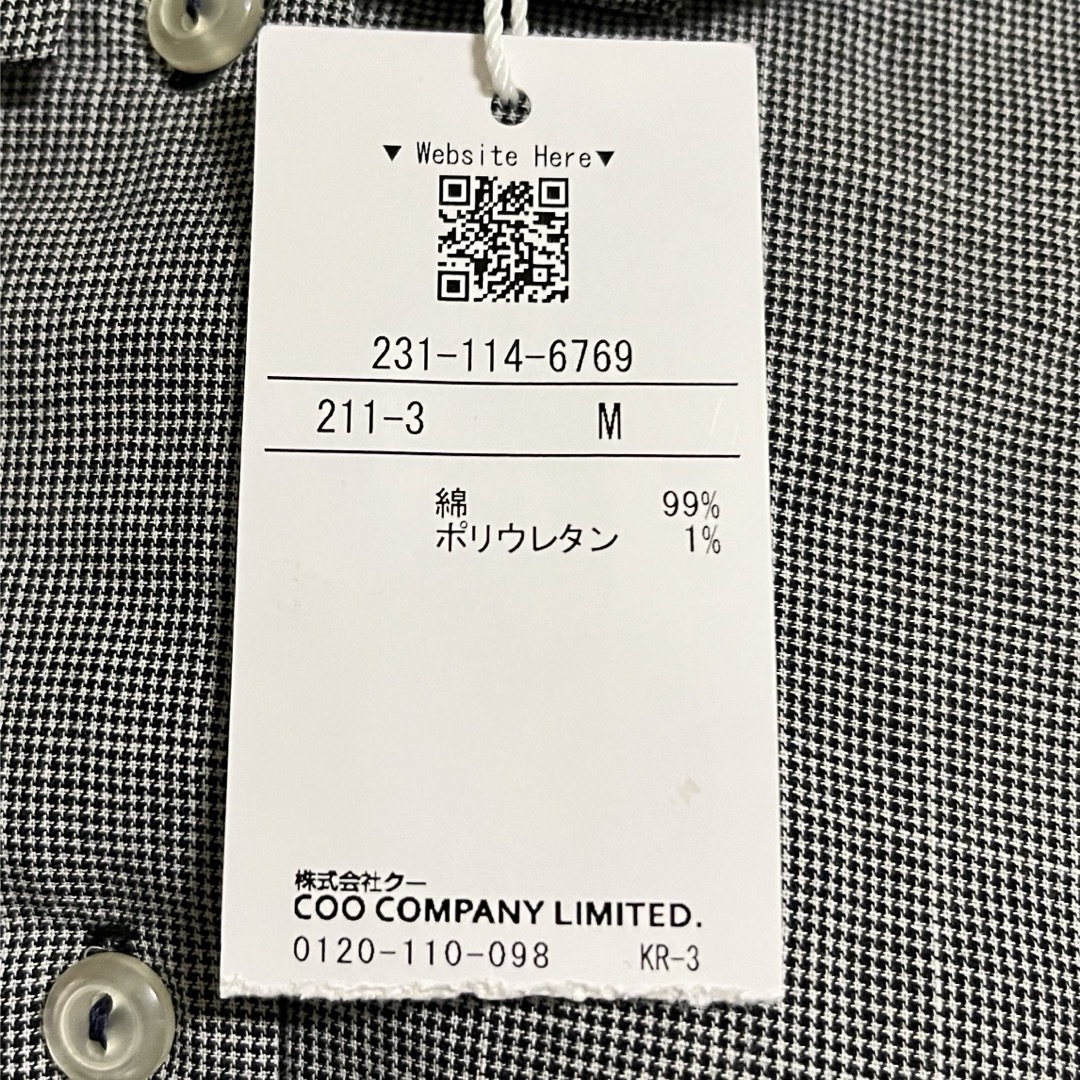 ▼ Website Here▼
231-114-6769
211-3 M
綿 99%
ポリウレタン 1%
株式会社クー
COO COMPANY LIMITED.
0120-110-098 KR-3